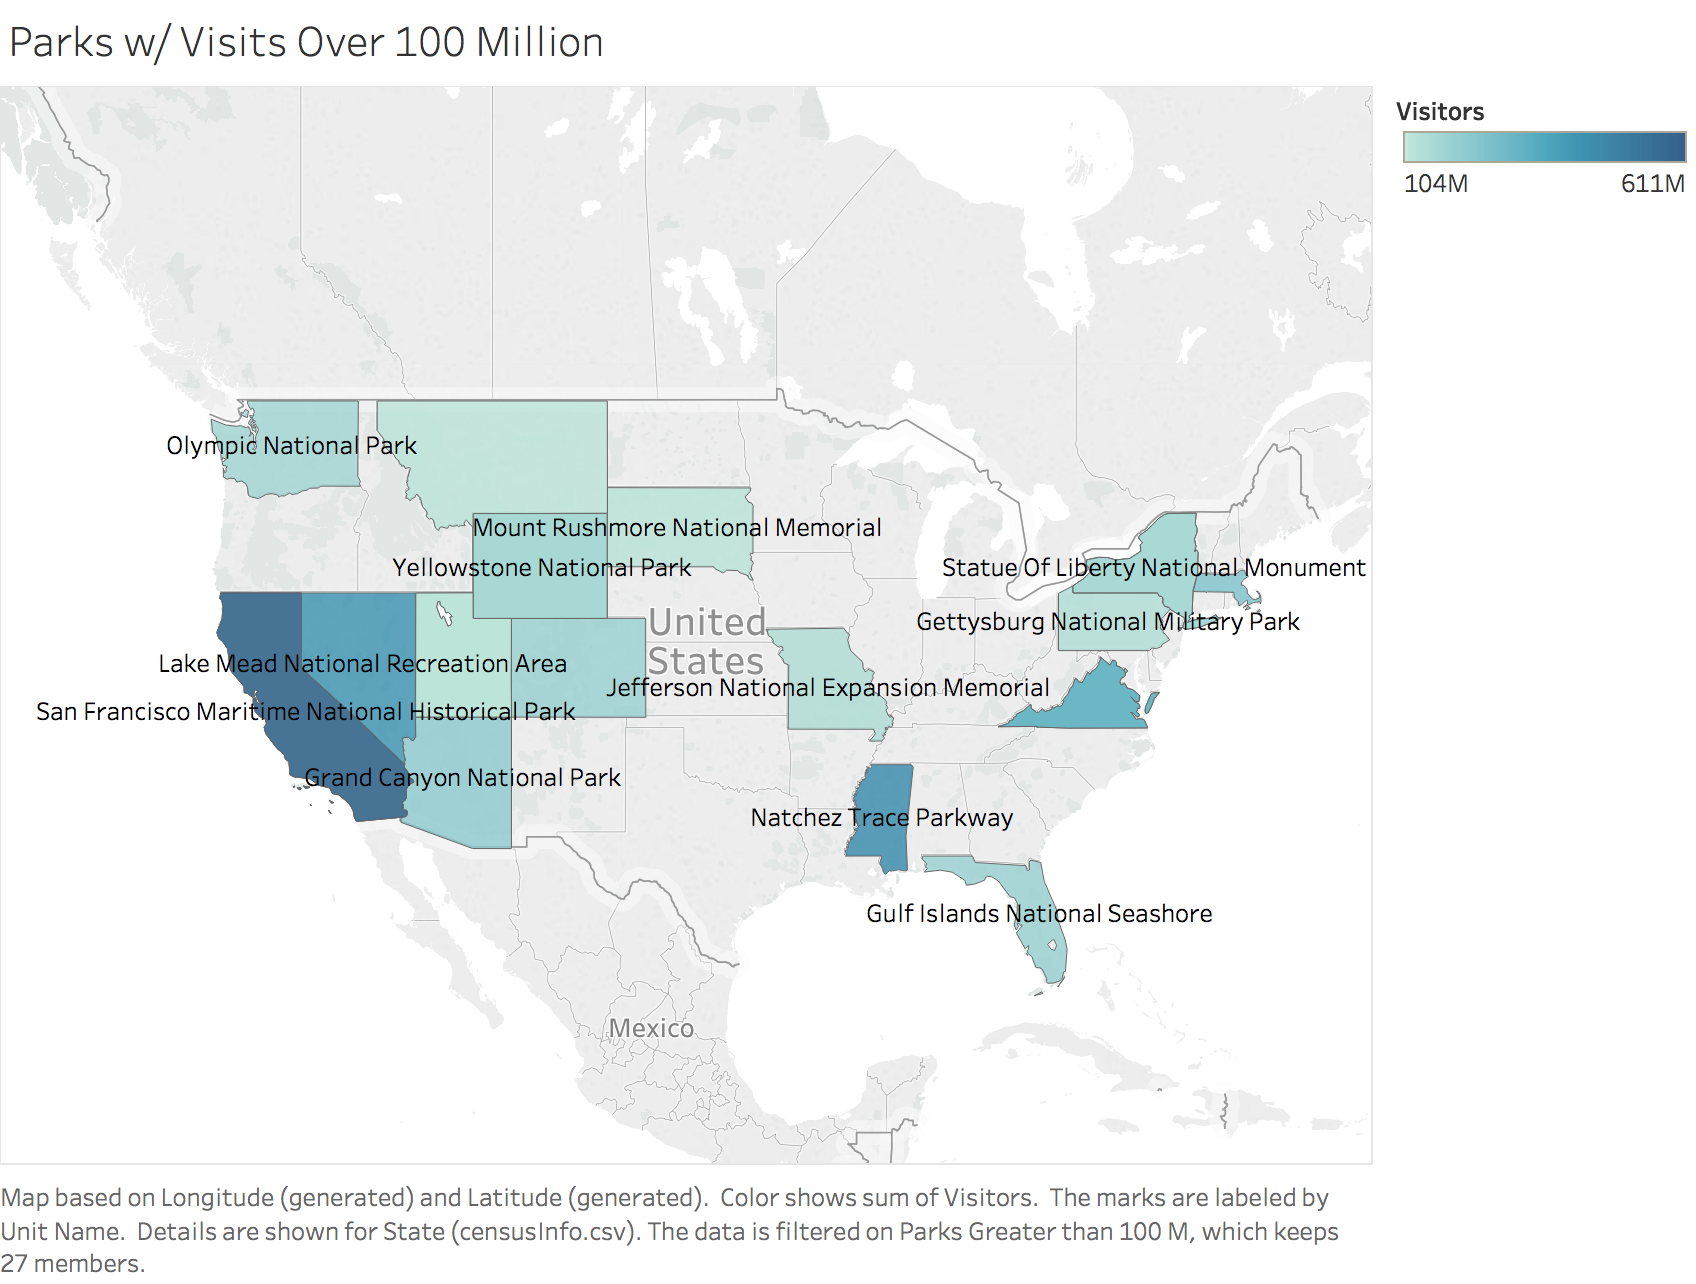 Parks w/ Visits Over 100 Million
Visitors
104M 611M
Olympic National Park
Mount Rushmore National Memorial
Yellowstone National Park
Statue Of Liberty National Monument
United
States
Gettysburg National Military Park
Lake Mead National Recreation Area
Jefferson National Expansion Memorial
San Francisco Maritime National Historical Park
Grand Canyon National Park
Natchez Trace Parkway
Gulf Islands National Seashore
Mexico
Map based on Longitude (generated) and Latitude (generated).  Color shows sum of Visitors.  The marks are labeled by
Unit Name.  Details are shown for State (censusInfo.csv). The data is filtered on Parks Greater than 100 M, which keeps
27 members.